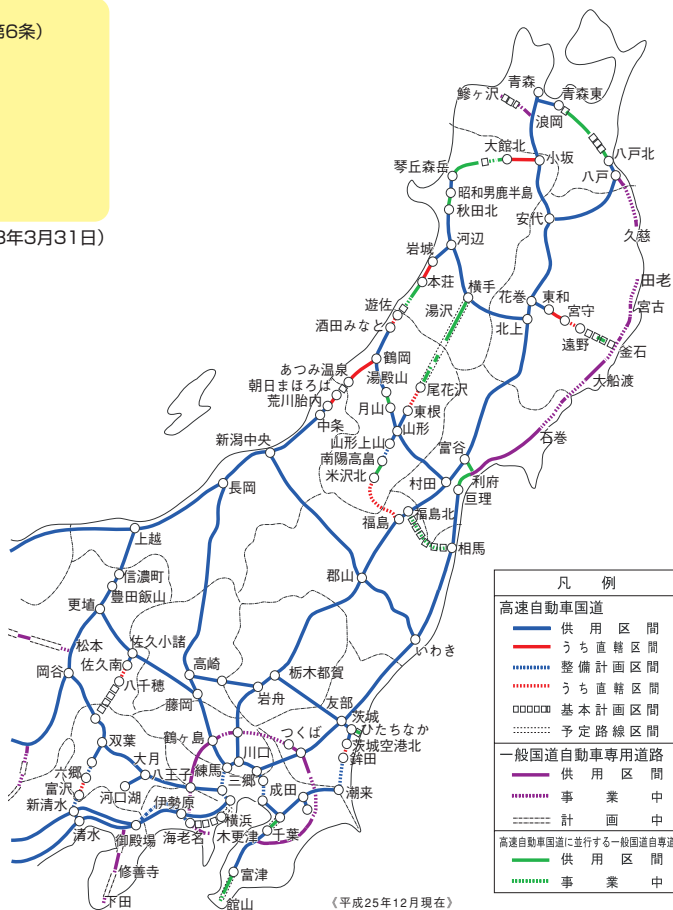 第6条）
3年3月31日）
青森
青森東
鰺ヶ沢
浪岡
大館北
小坂
八戸北
八戸
琴丘森岳
昭和男鹿半島
秋田北
安代
久慈
河辺
岩城
本荘
横手
花巻
東和
宮守
田老
宮古
遊佐
湯沢
北上
遠野
釜石
酒田みなと
鶴岡
大船渡
あつみ温泉
朝日まほろば
荒川胎内
中条
湯殿山
月山
尾花沢
東根
山形
石巻
新潟中央
山形上山
南陽高畠
米沢北
富谷
長岡
村田
利府
亘理
福島
福島北
上越
相馬
信濃町
豊田飯山
郡山
更埴
いわき
松本
岡谷
佐久小諸
佐久南
八千穂
高崎
藤岡
栃木都賀
岩舟
友部
茨城
ひたちなか
茨城空港北
鉾田
鶴ヶ島
川口
つくば
双葉
大月
八王子
練馬
三郷
成田
潮来
六郷
富沢
新清水
河口湖
伊勢原
横浜
千葉
清水
御殿場
海老名
木更津
修善寺
富津
下田
館山
凡例
高速自動車国道
供用区間
うち直轄区間
整備計画区間
うち直轄区間
基本計画区間
予定路線区間
一般国道自動車専用道路
供用区間
事業中
計画中
高速自動車国道に並行する一般国道自専道
供用区間
事業中
《平成25年12月現在》